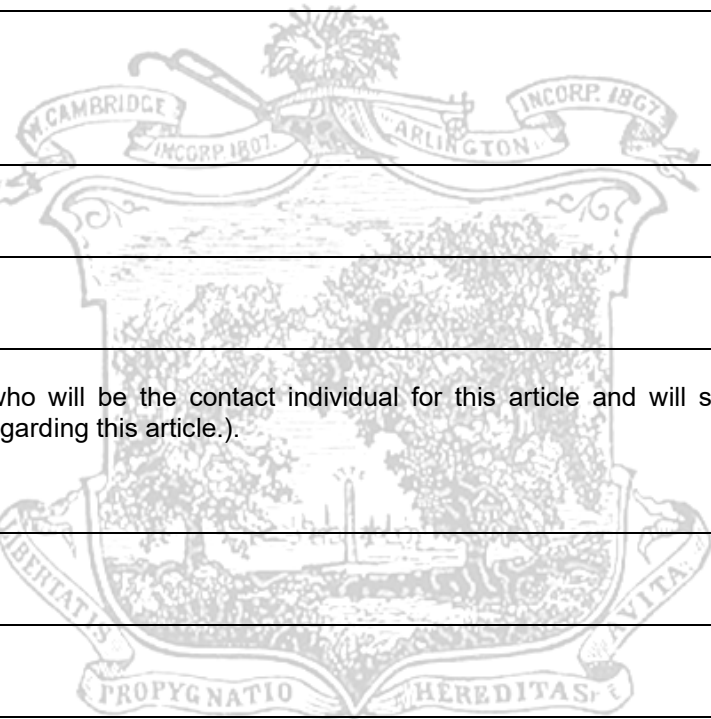 W. CAMBRIDGE
INCORP. 1807.
ARLINGTON
INCORP. 1867.
who will be the contact individual for this article and will s
garding this article.).
LIBERTATIS
PROPYGNATIO
HEREDITAS
AVITA